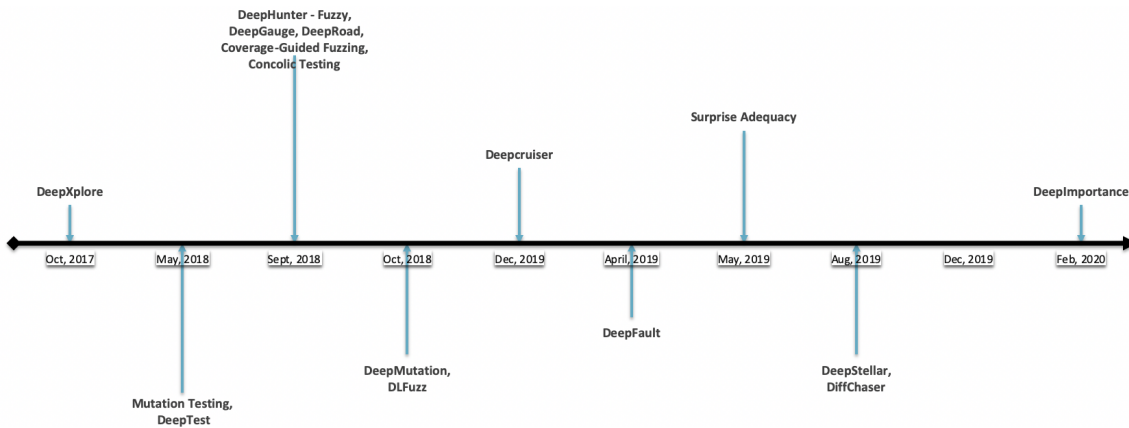 DeepHunter - Fuzzy,
DeepGauge, DeepRoad,
Coverage-Guided Fuzzing,
Concolic Testing
Surprise Adequacy
Deepcruiser
DeepXplore
DeepImportance
Oct, 2017
May, 2018
Sept, 2018
Oct, 2018
Dec, 2019
April, 2019
May, 2019
Aug, 2019
Dec, 2019
Feb, 2020
DeepFault
DeepMutation,
DLFuzz
DeepStellar,
DiffChaser
Mutation Testing,
DeepTest